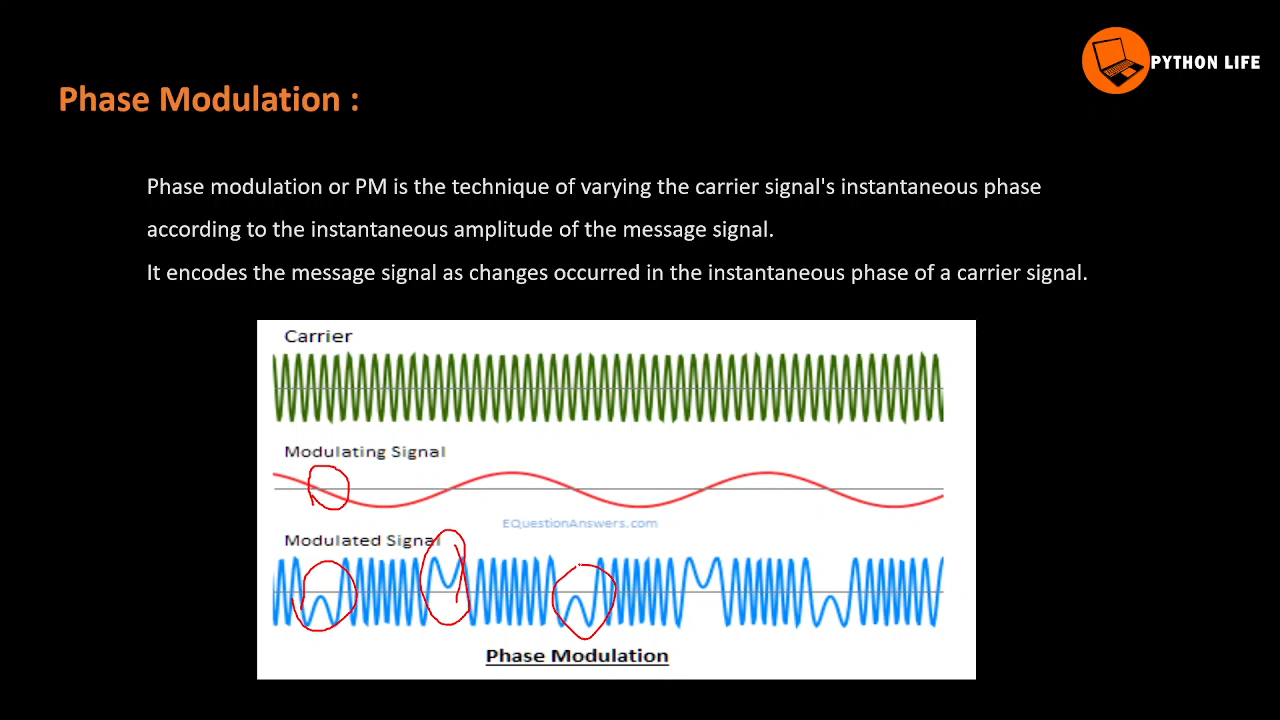 PYTHON LIFE
Phase Modulation :
Phase modulation or PM is the technique of varying the carrier signal's instantaneous phase
according to the instantaneous amplitude of the message signal.
It encodes the message signal as changes occurred in the instantaneous phase of a carrier signal.
Carrier
Modulating Signal
EQuestionAnswers.com
Modulated Signal
Phase Modulation